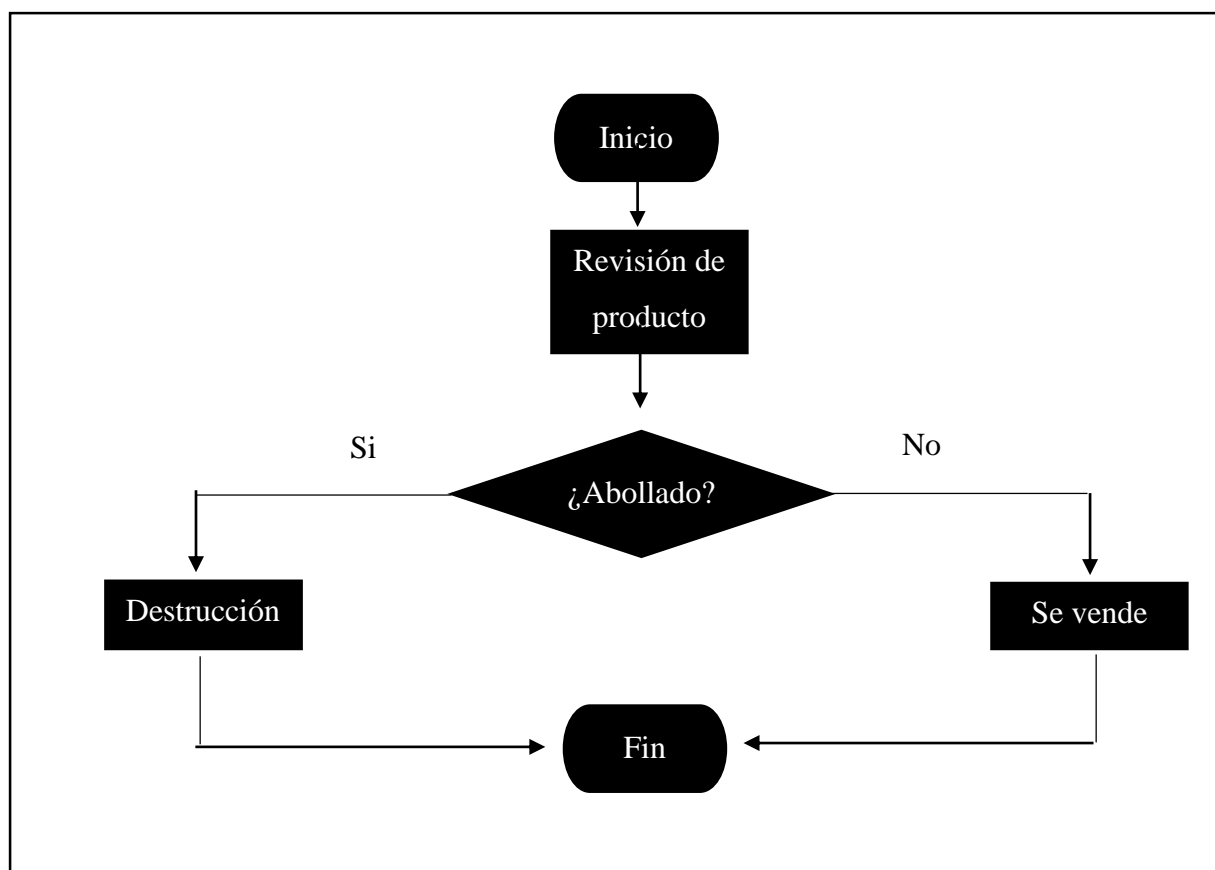 Inicio
Revisión de
producto
Si
No
¿Abollado?
Destrucción
Se vende
Fin